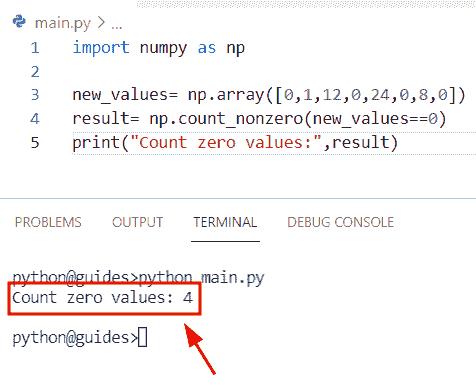 main.py > ...
1 import numpy as np
2
3 new_values= np.array([0,1,12,0,24,0,8,0])
4 result= np.count_nonzero(new_values==0)
5 print("Count zero values:",result)
PROBLEMS OUTPUT TERMINAL DEBUG CONSOLE
python@guides>python main.py
Count zero values: 4
python@guides>